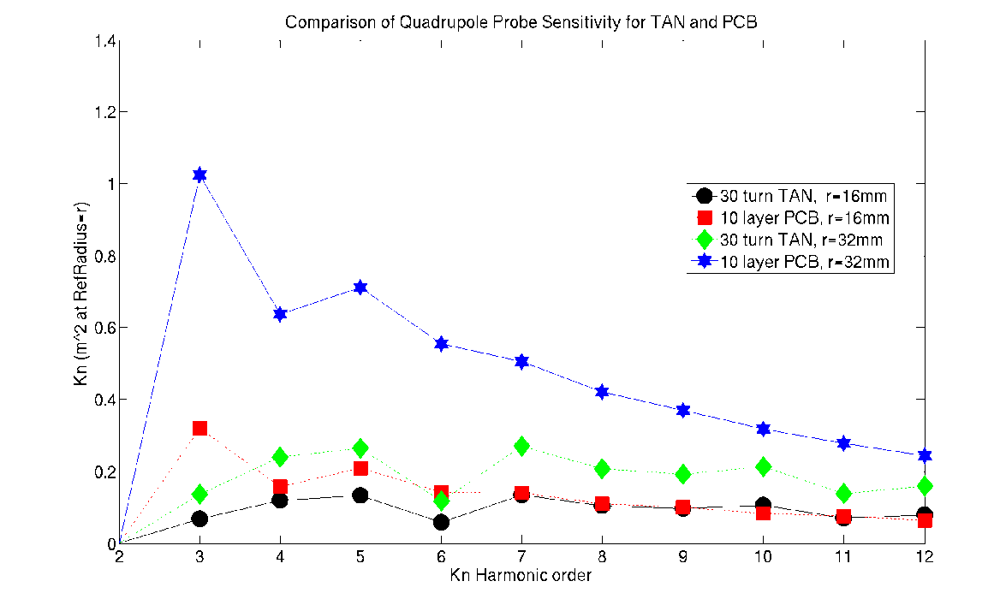 Comparison of Quadrupole Probe Sensitivity for TAN and PCB
1.4
1.2
1
0.8
0.6
0.4
0.2
0
Kn (m^2 at RefRadius=r)
30 turn TAN, r=16mm
10 layer PCB, r=16mm
30 turn TAN, r=32mm
10 layer PCB, r=32mm
2 3 4 5 6 7 8 9 10 11 12
Kn Harmonic order